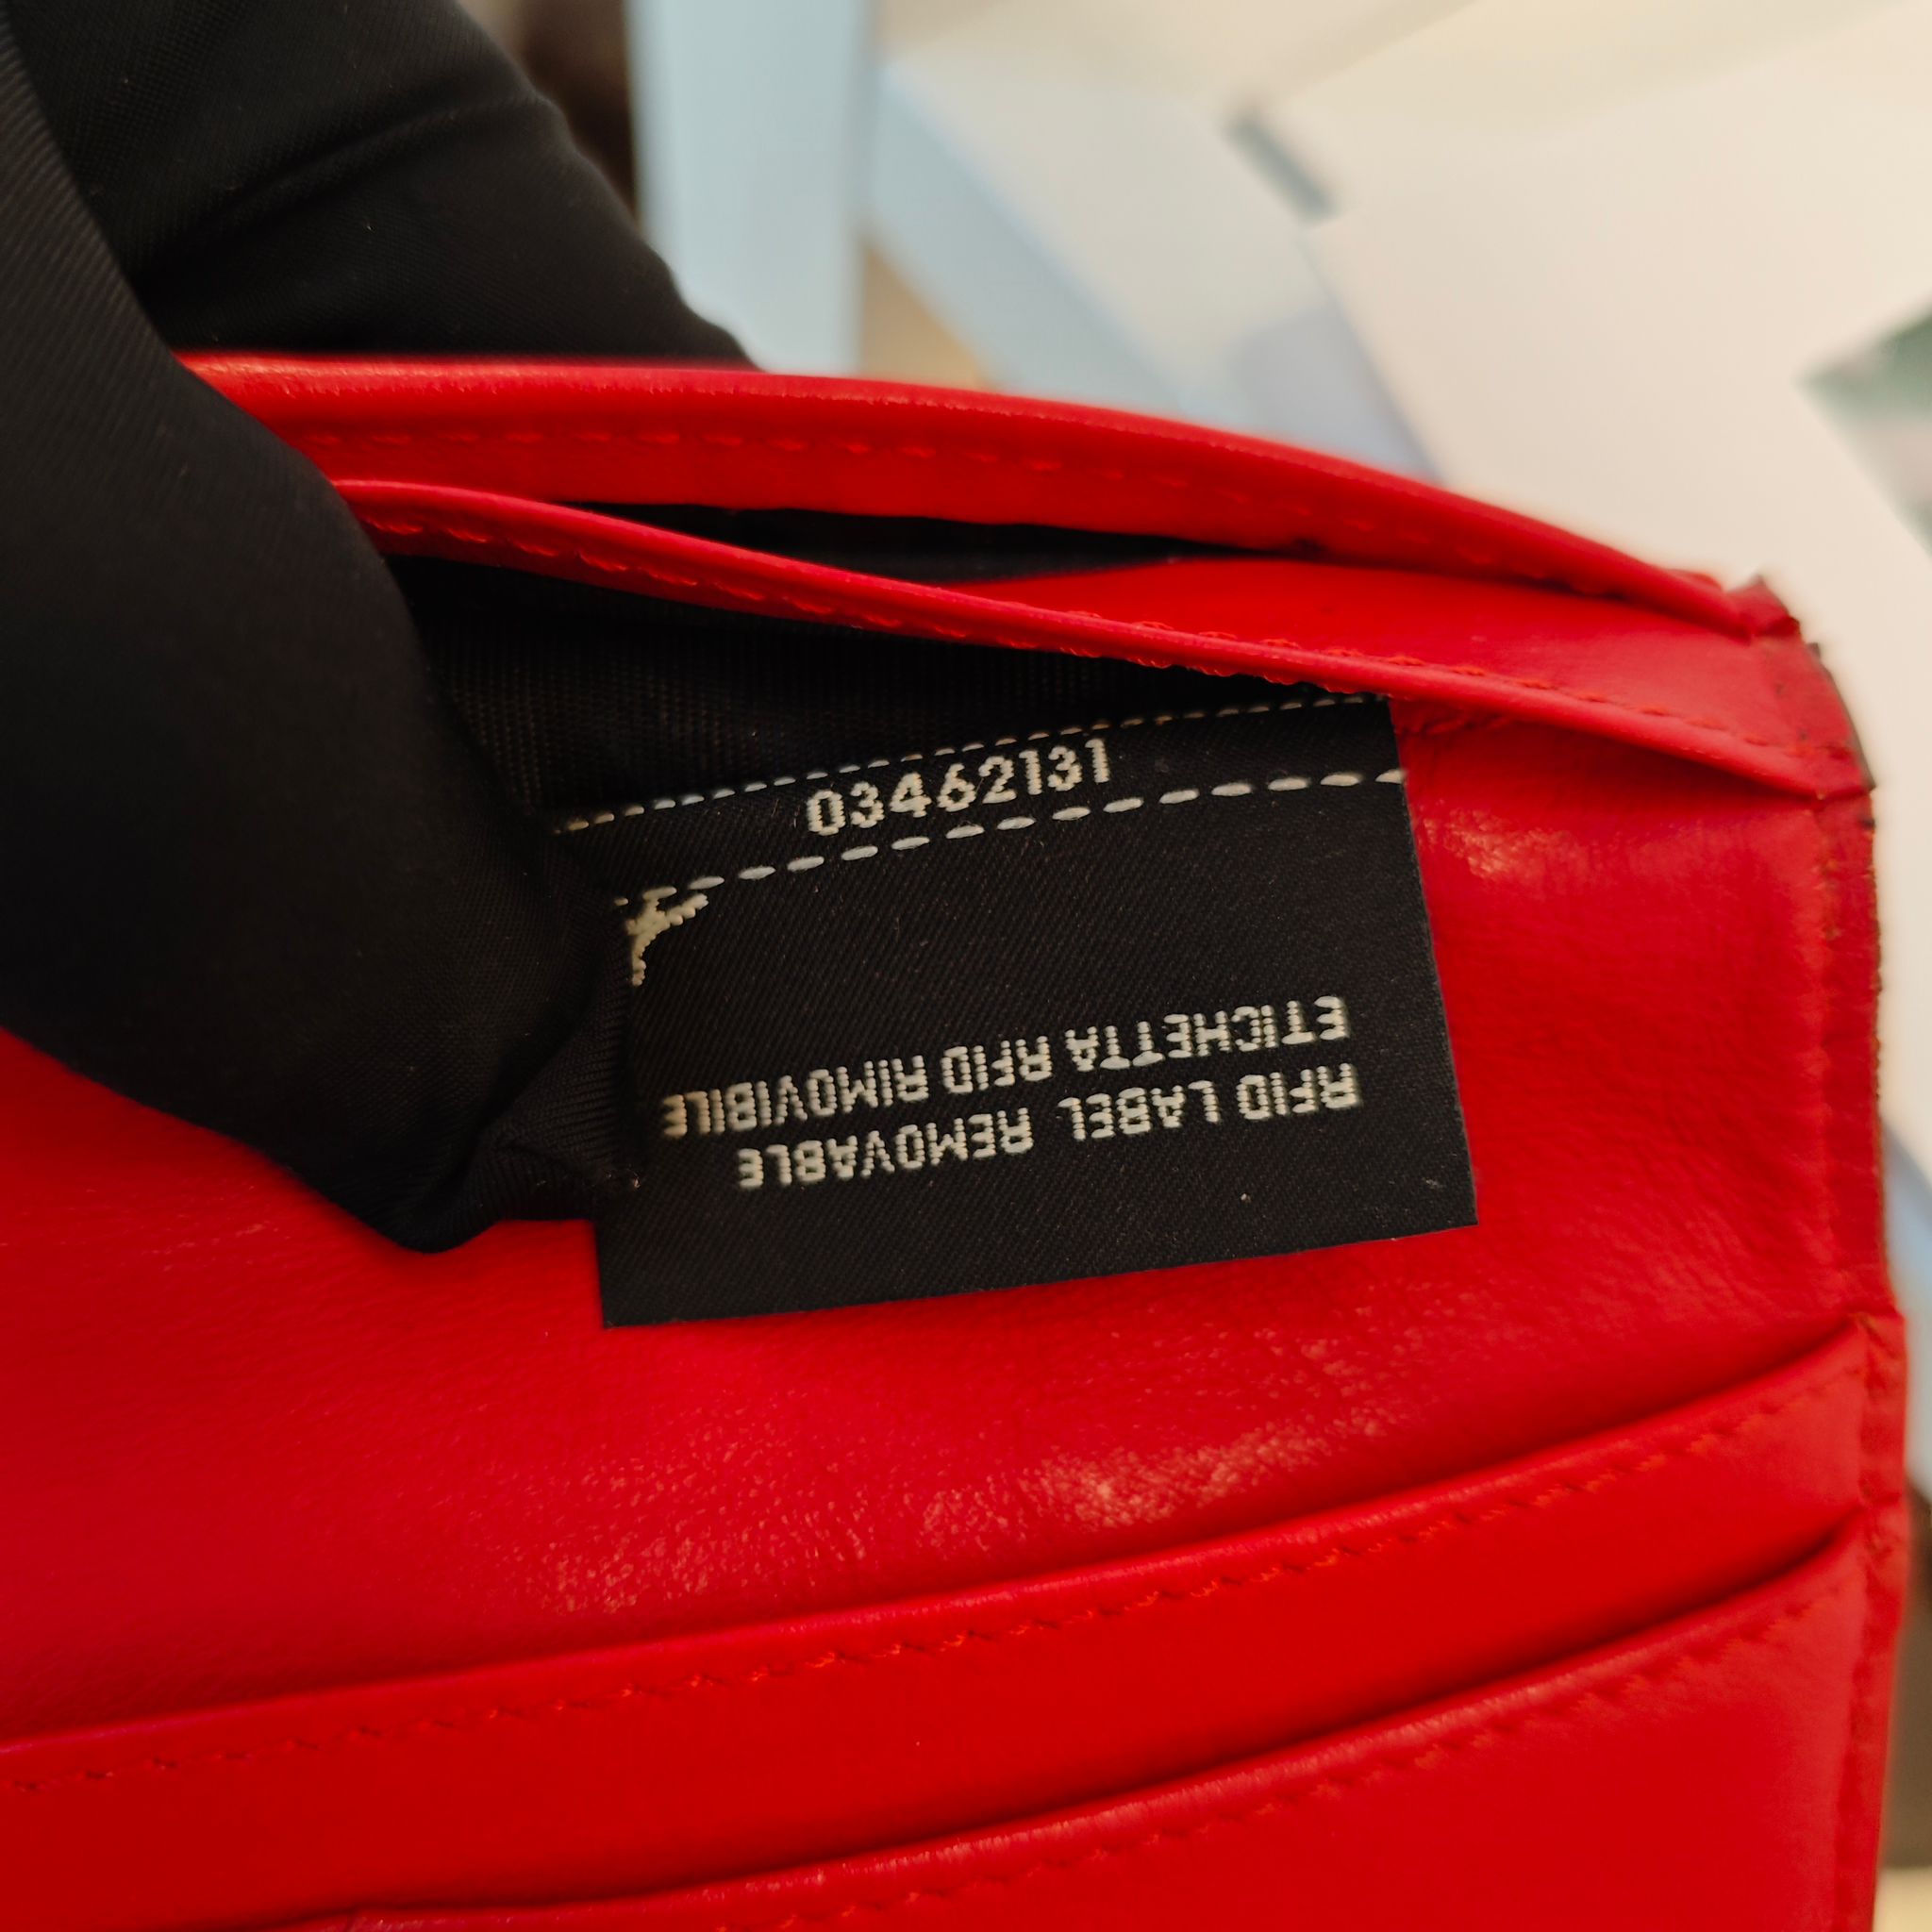 03462131
ETICHETTA RFID RIMOVIBILE
RFID LABEL REMOVABLE